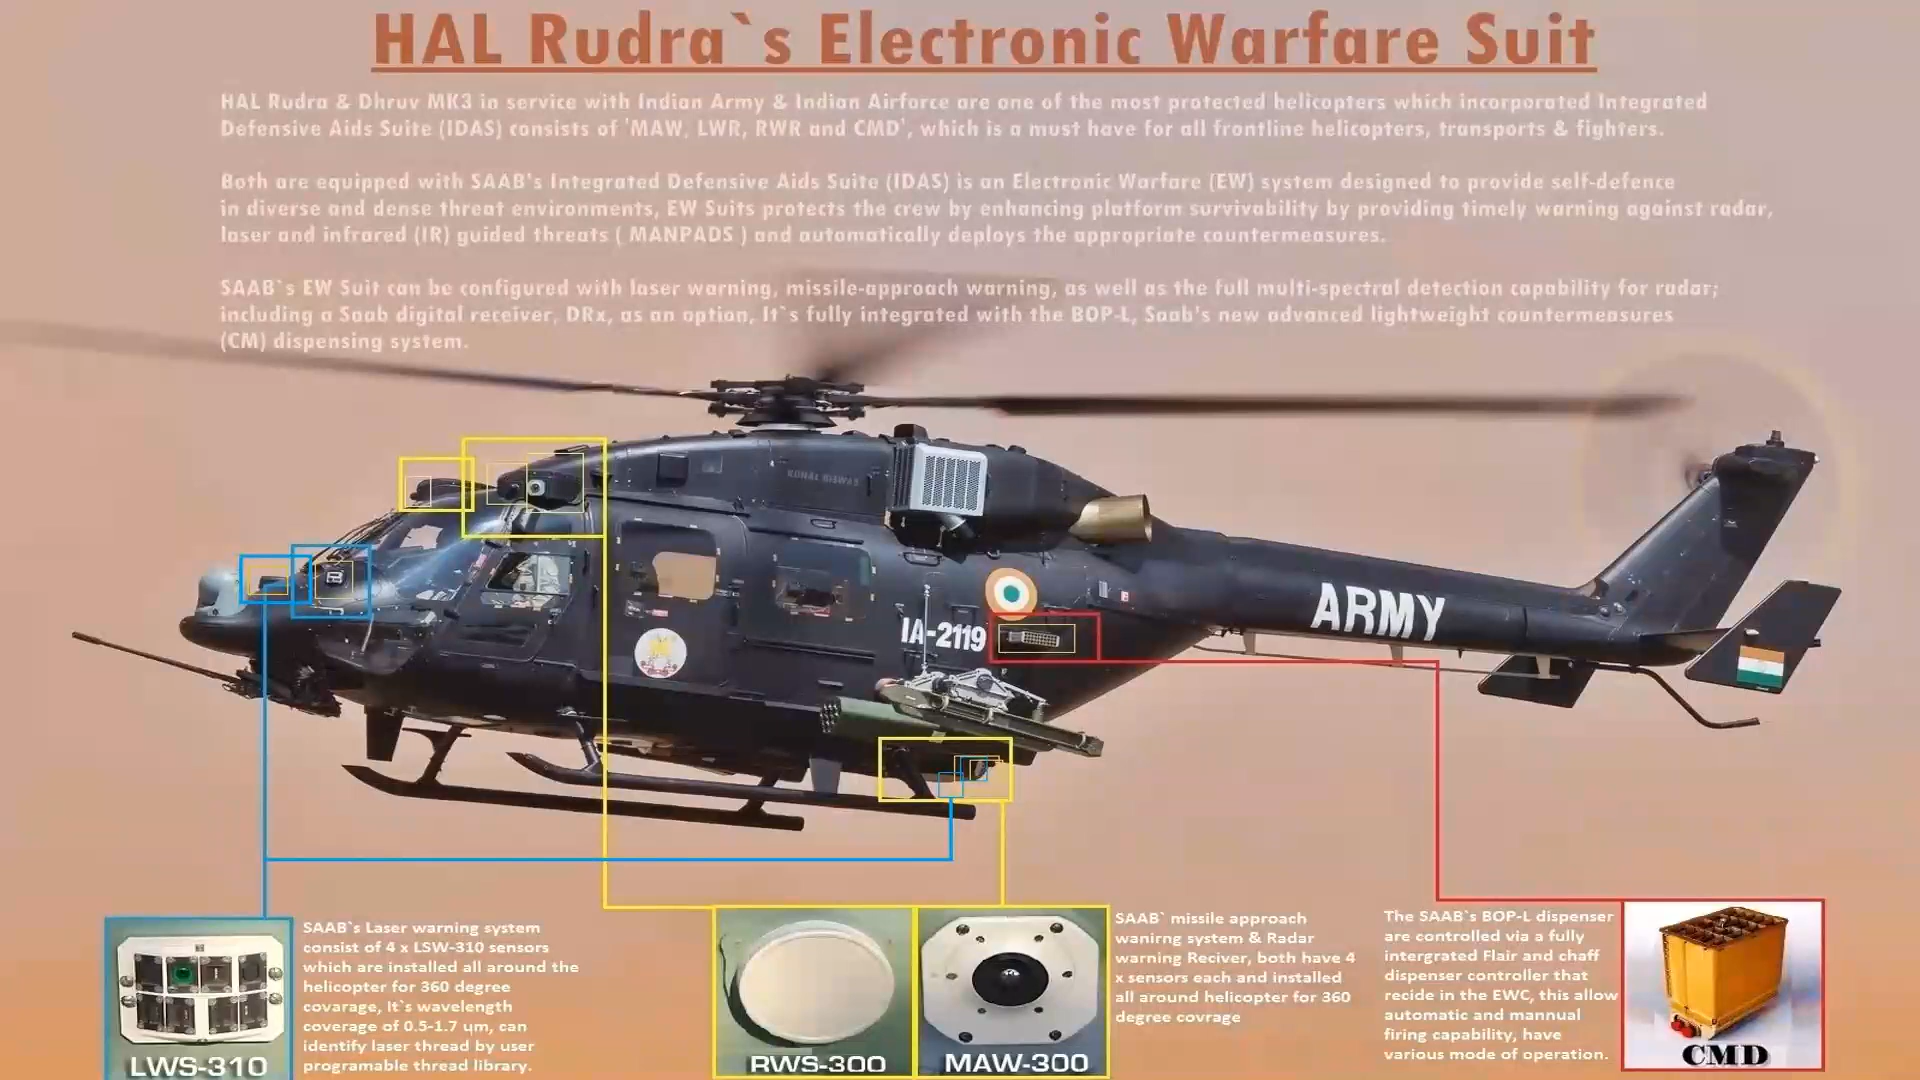 HAL Rudra`s Electronic Warfare Suit
HAL Rudra & Dhruv MK3 in service with Indian Army & Indian Airforce are one of the most protected helicopters which incorporated Integrated
Defensive Aids Suite (IDAS) consists of 'MAW, LWR, RWR and CMD', which is a must have for all frontline helicopters, transports & fighters.
Both are equipped with SAAB's Integrated Defensive Aids Suite (IDAS) is an Electronic Warfare (EW) system designed to provide self-defence
in diverse and dense threat environments, EW Suits protects the crew by enhancing platform survivability by providing timely warning against radar,
laser and infrared (IR) guided threats ( MANPADS ) and automatically deploys the appropriate countermeasures.
SAAB`s EW Suit can be configured with laser warning, missile-approach warning, as well as the full multi-spectral detection capability for radar;
including a Saab digital receiver, DRx, as an option, It`s fully integrated with the BOP-L, Saab's new advanced lightweight countermeasures
(CM) dispensing system.
KUNAL BISWAS
ARMY
IA-2119
SAAB`s Laser warning system
consist of 4 x LSW-310 sensors
which are installed all around the
helicopter for 360 degree
covarage, It`s wavelength
coverage of 0.5-1.7 um, can
identify laser thread by user
programable thread library.
LWS-310
RWS-300
MAW-300
SAAB` missile approach
wanirng system & Radar
warning Reciver, both have 4
x sensors each and installed
all around helicopter for 360
degree covrage
The SAAB`s BOP-L dispenser
are controlled via a fully
intergrated Flair and chaff
dispenser controller that
recide in the EWC, this allow
automatic and mannual
firing capability, have
various mode of operation.
CMD